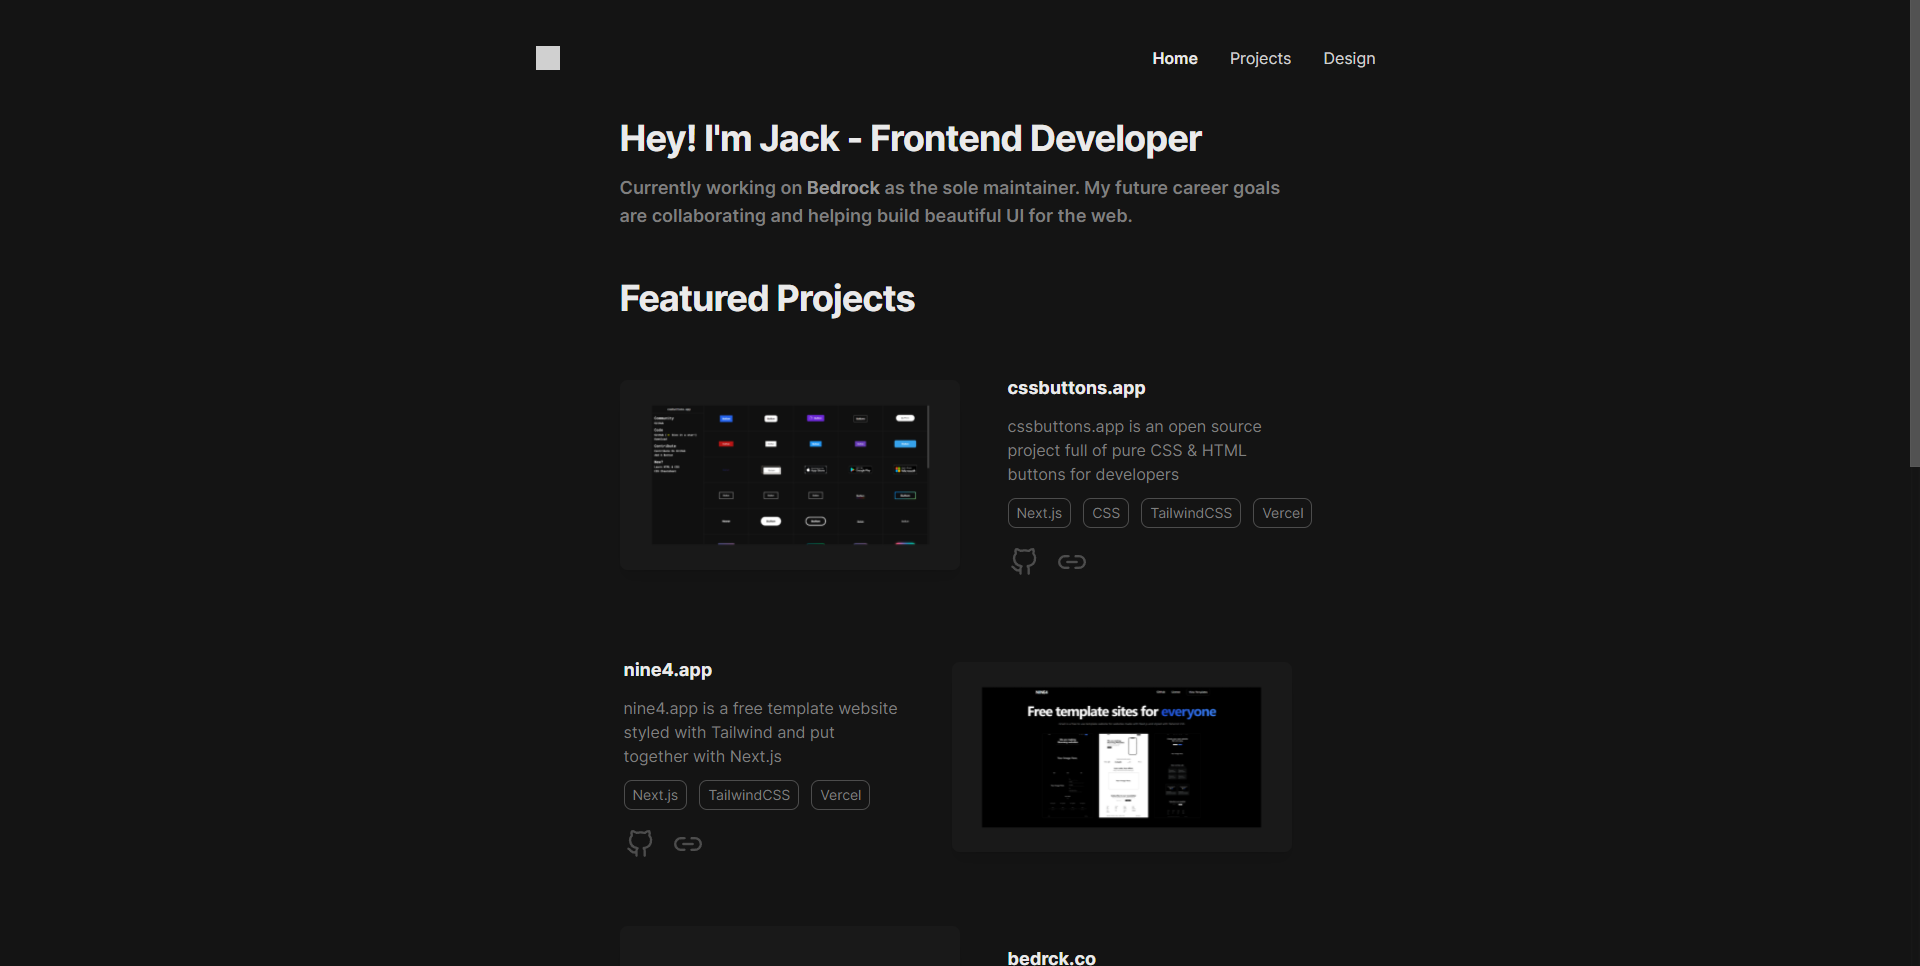 Home Projects Design
Hey! I'm Jack - Frontend Developer
Currently working on Bedrock as the sole maintainer. My future career goals
are collaborating and helping build beautiful UI for the web.
Featured Projects
cssbuttons.app
cssbuttons.app is an open source
project full of pure CSS & HTML
buttons for developers
Next.js CSS TailwindCSS Vercel
nine4.app
nine4.app is a free template website
styled with Tailwind and put
together with Next.js
Next.js TailwindCSS Vercel
NINE4
Free template sites for everyone
bedrck.co